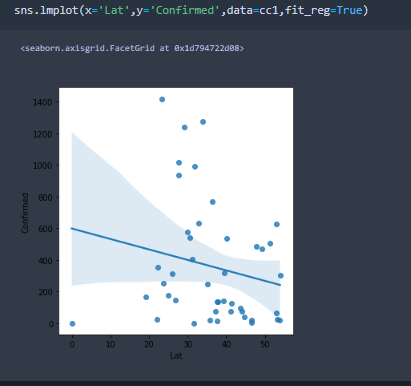 sns.lmplot(x='Lat',y='Confirmed',data=cc1,fit_reg=True)
<seaborn.axisgrid.FacetGrid at 0x1d794722d08>
1400
1200
1000
800
600
400
200
0
Confirmed
0 10 20 30 40 50
Lat